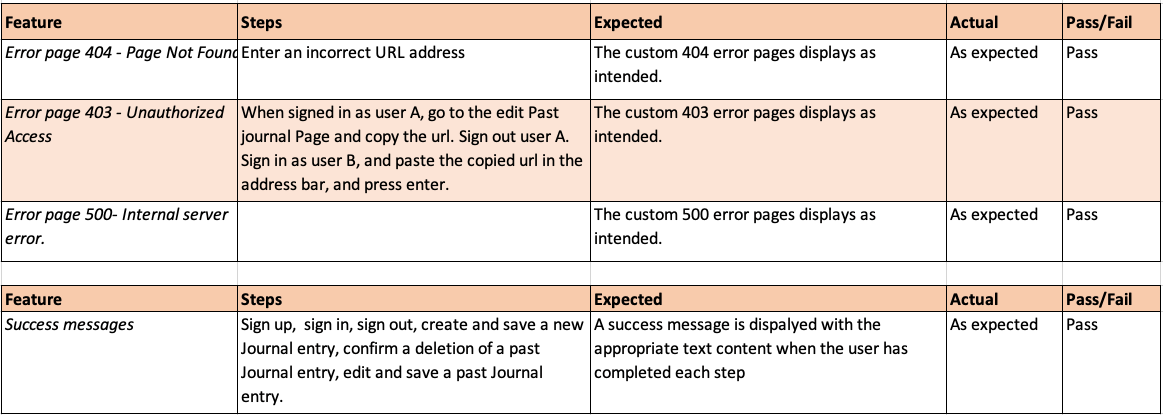 Feature Steps Expected Actual Pass/Fail
Error page 404 - Page Not Found Enter an incorrect URL address The custom 404 error pages displays as As expected Pass
intended.
Error page 403 - Unauthorized When signed in as user A, go to the edit Past The custom 403 error pages displays as As expected Pass
Access journal Page and copy the url. Sign out user A. intended.
Sign in as user B, and paste the copied url in the
address bar, and press enter.
Error page 500- Internal server The custom 500 error pages displays as As expected Pass
error. intended.
Feature Steps Expected Actual Pass/Fail
Success messages Sign up,  sign in, sign out, create and save a new A success message is dispalyed with the As expected Pass
Journal entry, confirm a deletion of a past appropriate text content when the user has
Journal entry, edit and save a past Journal completed each step
entry.